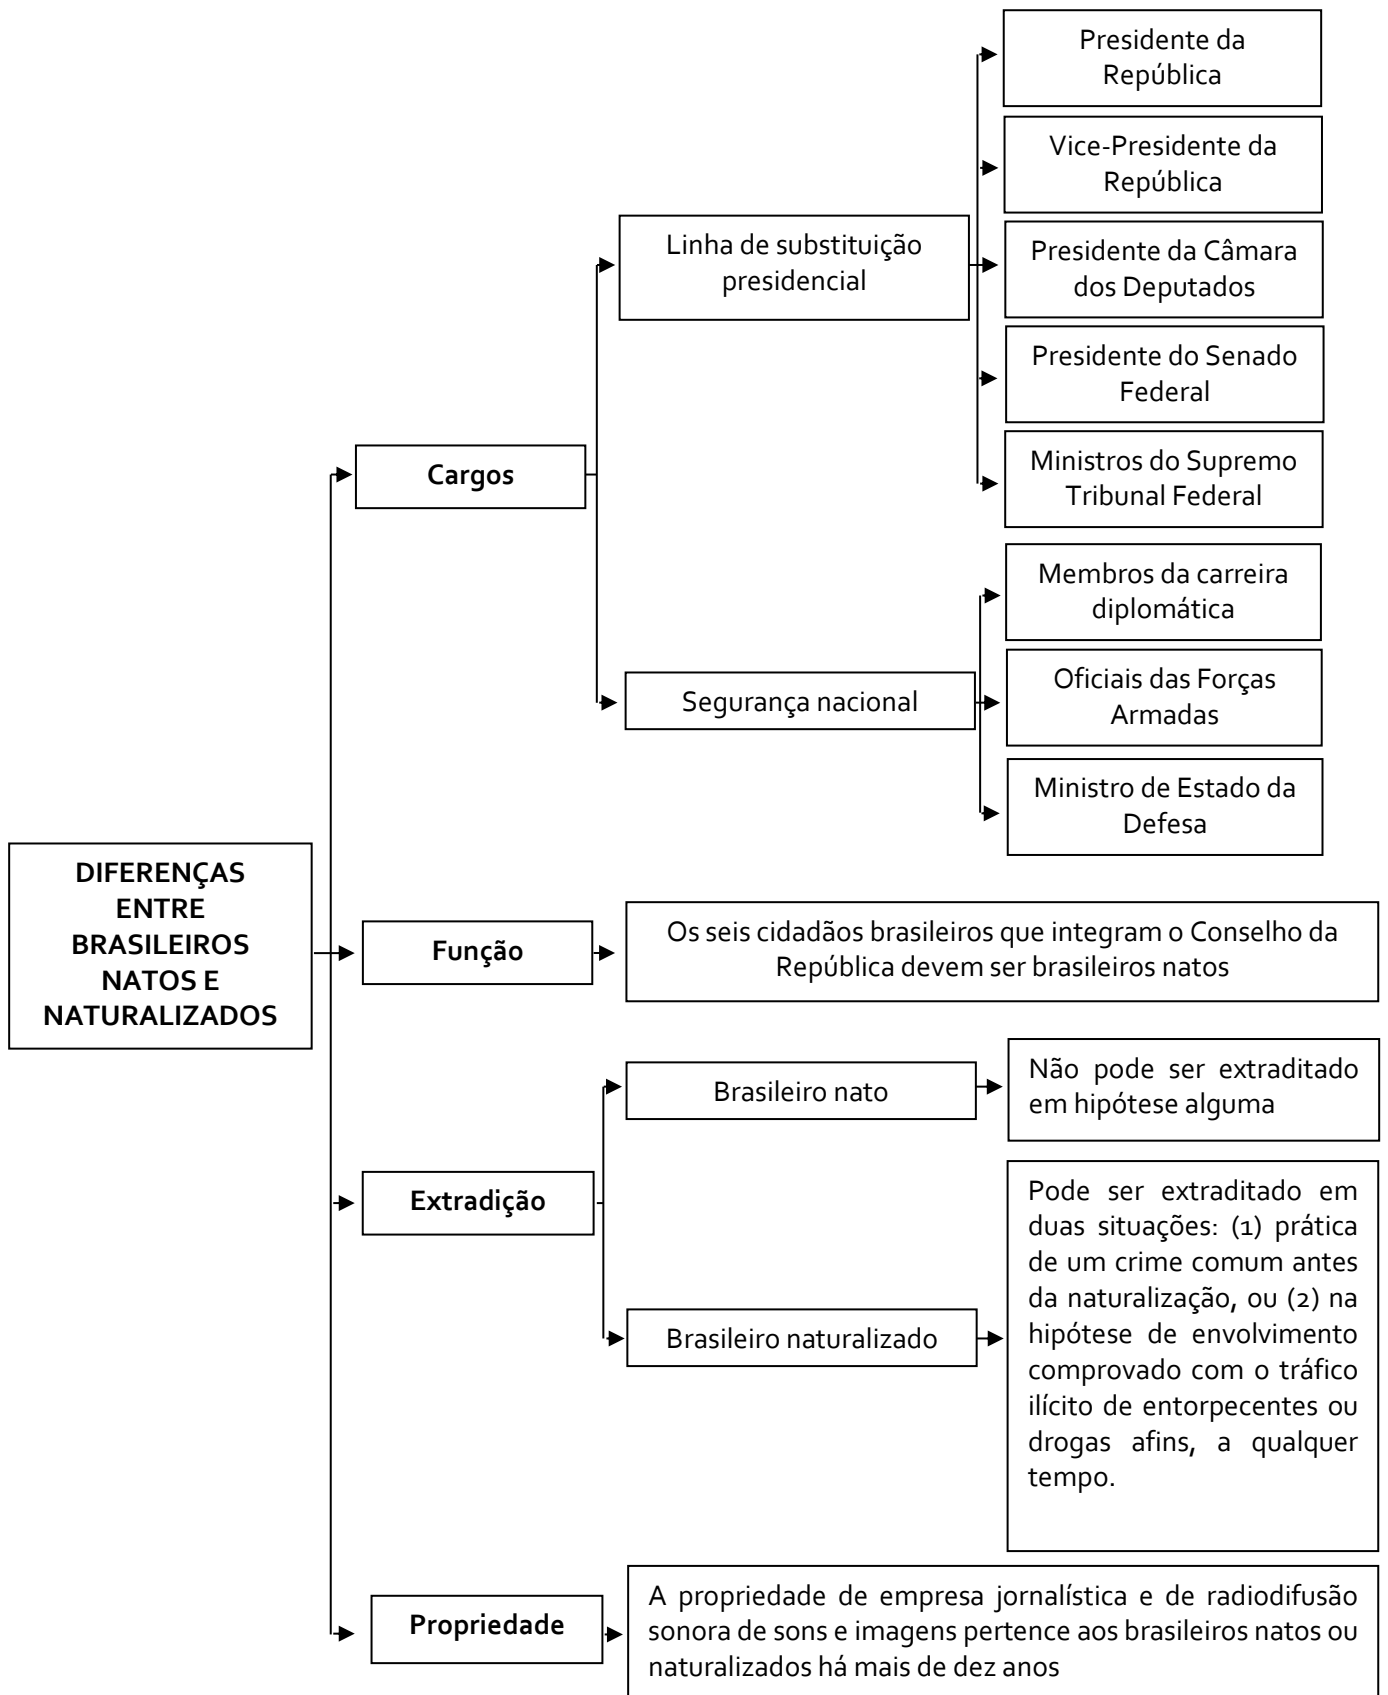 Presidente da
República
Vice-Presidente da
República
Linha de substituição
presidencial
Presidente da Câmara
dos Deputados
Presidente do Senado
Federal
Cargos
Ministros do Supremo
Tribunal Federal
Membros da carreira
diplomática
Segurança nacional
Oficiais das Forças
Armadas
Ministro de Estado da
Defesa
DIFERENÇAS
ENTRE
BRASILEIROS
NATOS E
NATURALIZADOS
Função
Os seis cidadãos brasileiros que integram o Conselho da
República devem ser brasileiros natos
Extradição
Brasileiro nato
Não pode ser extraditado
em hipótese alguma
Brasileiro naturalizado
Pode ser extraditado em
duas situações: (1) prática
de um crime comum antes
da naturalização, ou (2) na
hipótese de envolvimento
comprovado com o tráfico
ilícito de entorpecentes ou
drogas afins, a qualquer
tempo.
Propriedade
A propriedade de empresa jornalística e de radiodifusão
sonora de sons e imagens pertence aos brasileiros natos ou
naturalizados há mais de dez anos